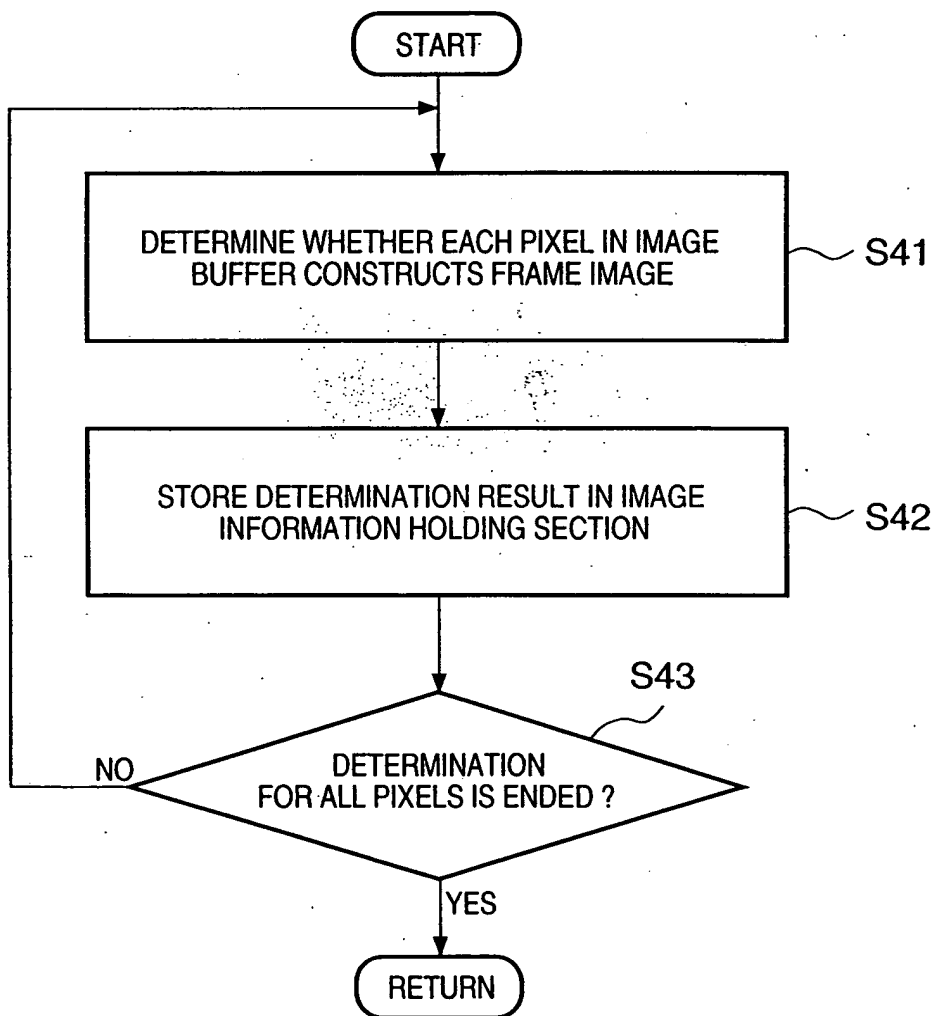 START
DETERMINE WHETHER EACH PIXEL IN IMAGE
BUFFER CONSTRUCTS FRAME IMAGE
S41
STORE DETERMINATION RESULT IN IMAGE
INFORMATION HOLDING SECTION
S42
S43
DETERMINATION
FOR ALL PIXELS IS ENDED ?
NO
YES
RETURN